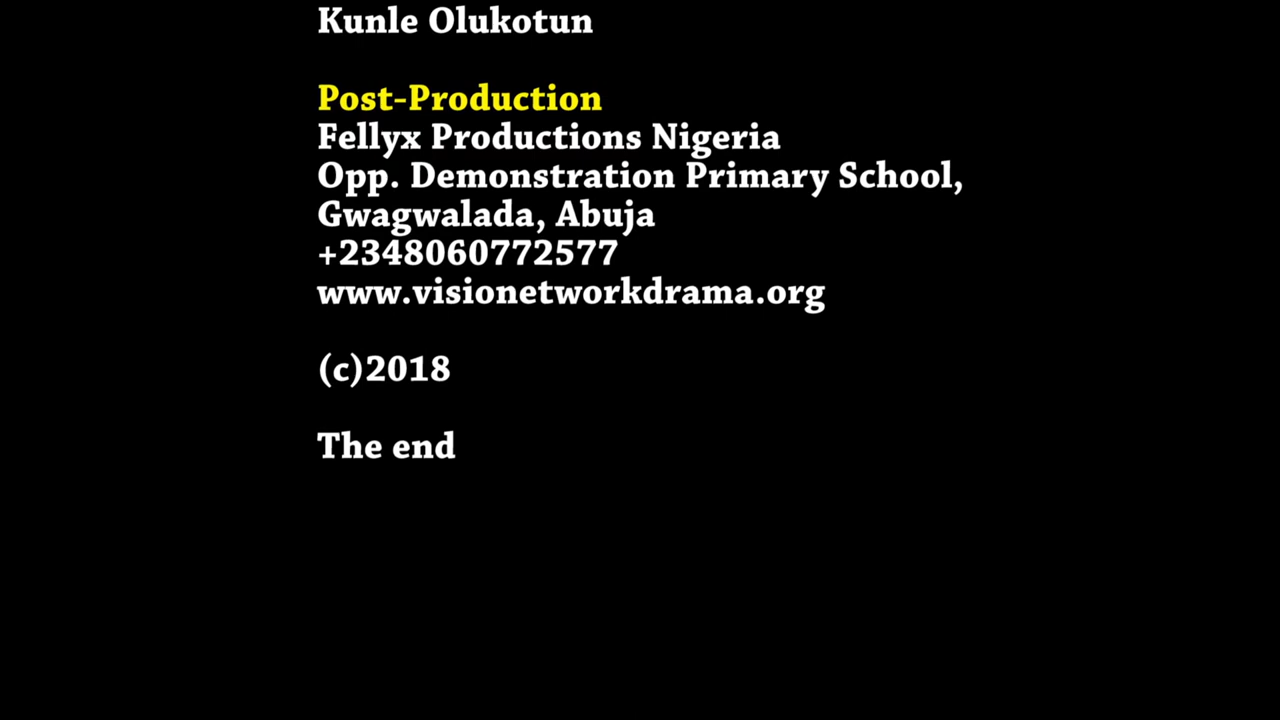 Kunle Olukotun
Post-Production
Fellyx Productions Nigeria
Opp. Demonstration Primary School,
Gwagwalada, Abuja
+2348060772577
www.visionetworkdrama.org
(c)2018
The end